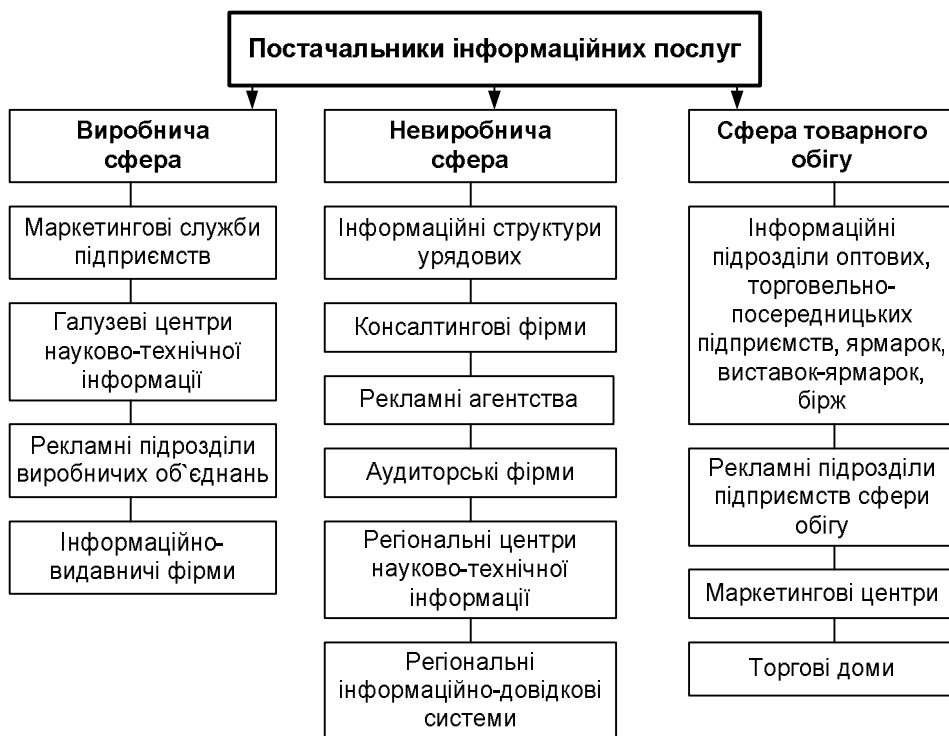 Постачальники інформаційних послуг
Виробнича
сфера
Маркетингові служби
підприємств
Галузеві центри
науково-технічної
інформації
Рекламні підрозділи
виробничих об`єднань
Інформаційно-
видавничі фірми
Невиробнича
сфера
Інформаційні структури
урядових
Консалтингові фірми
Рекламні агентства
Аудиторські фірми
Регіональні центри
науково-технічної
інформації
Регіональні
інформаційно-довідкові
системи
Сфера товарного
обігу
Інформаційні
підрозділи оптових,
торговельно-
посередницьких
підприємств, ярмарок,
виставок-ярмарок,
бірж
Рекламні підрозділи
підприємств сфери
обігу
Маркетингові центри
Торгові доми